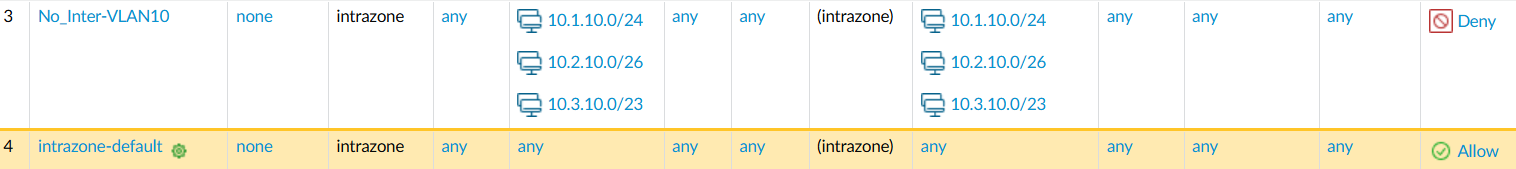 3 No_Inter-VLAN10 none intrazone any 10.1.10.0/24 any any (intrazone) 10.1.10.0/24 any any any Deny
10.2.10.0/26 10.2.10.0/26
10.3.10.0/23 10.3.10.0/23
4 intrazone-default none intrazone any any any any (intrazone) any any any any Allow